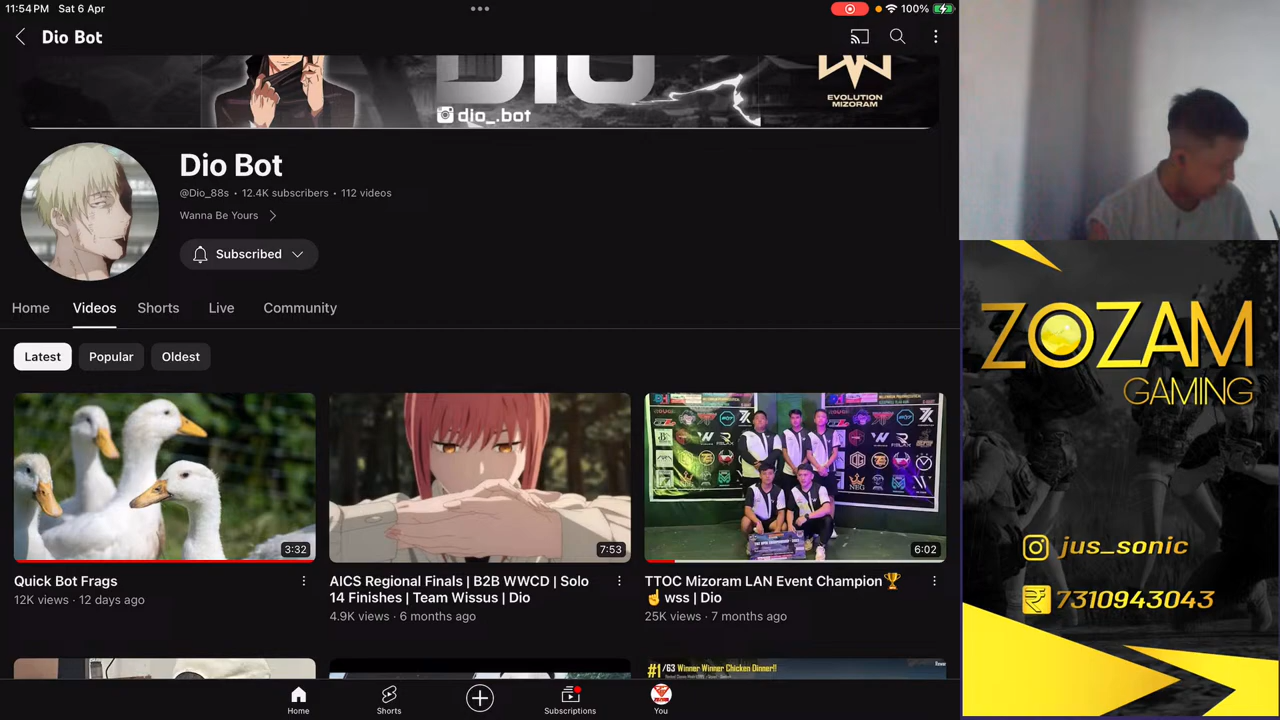 11:54 PM Sat 6 Apr
100%
Dio Bot
DIO
dio_.bot
EVOLUTION
MIZORAM
Dio Bot
@Dio_88s • 12.4K subscribers • 112 videos
Wanna Be Yours
Subscribed
Home Videos Shorts Live Community
Latest Popular Oldest
3:32
7:53
6:02
Quick Bot Frags
12K views · 12 days ago
AICS Regional Finals | B2B WWCD | Solo
14 Finishes | Team Wissus | Dio
4.9K views · 6 months ago
TTOC Mizoram LAN Event Champion🏆
☝️wss | Dio
25K views · 7 months ago
#1/63 Winner Winner Chicken Dinner!!
Home Shorts Subscriptions You
ZOZAM
GAMING
jus_sonic
7310943043